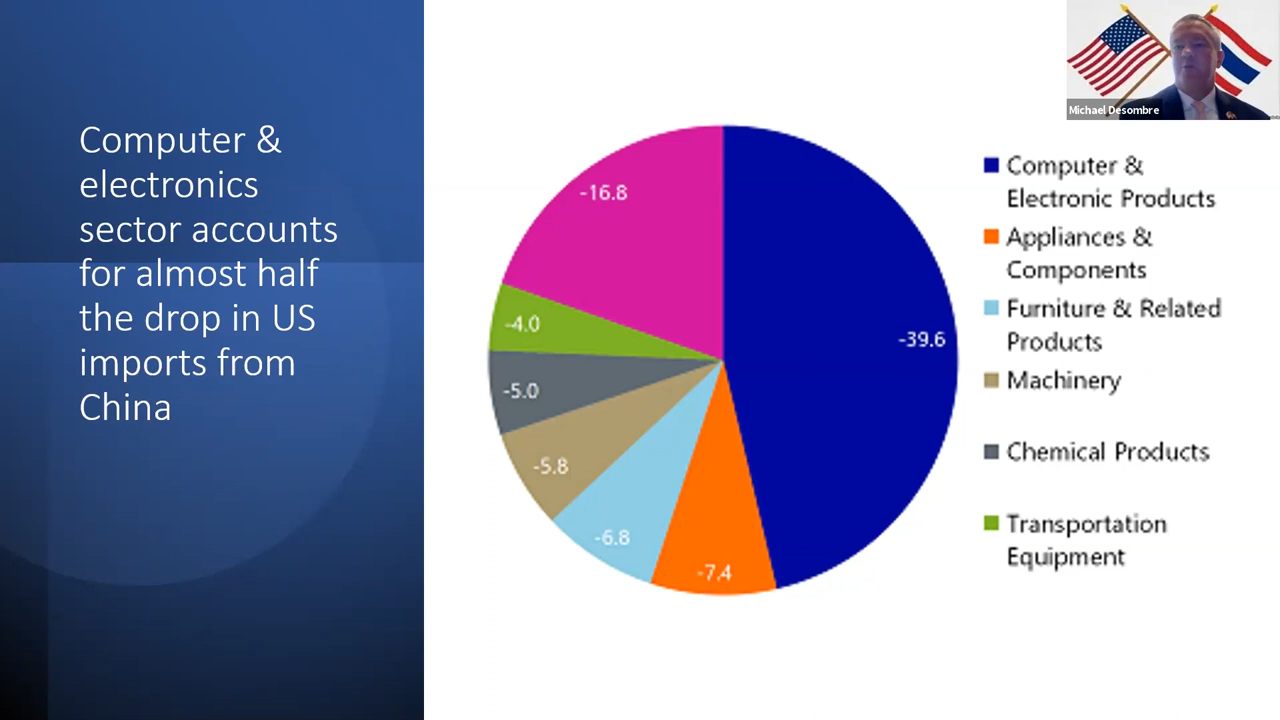 Computer &
electronics
sector accounts
for almost half
the drop in US
imports from
China
-16.8
-4.0
-5.0
-5.8
-6.8
-7.4
-39.6
Computer &
Electronic Products
Appliances &
Components
Furniture & Related
Products
Machinery
Chemical Products
Transportation
Equipment
Michael Desombre